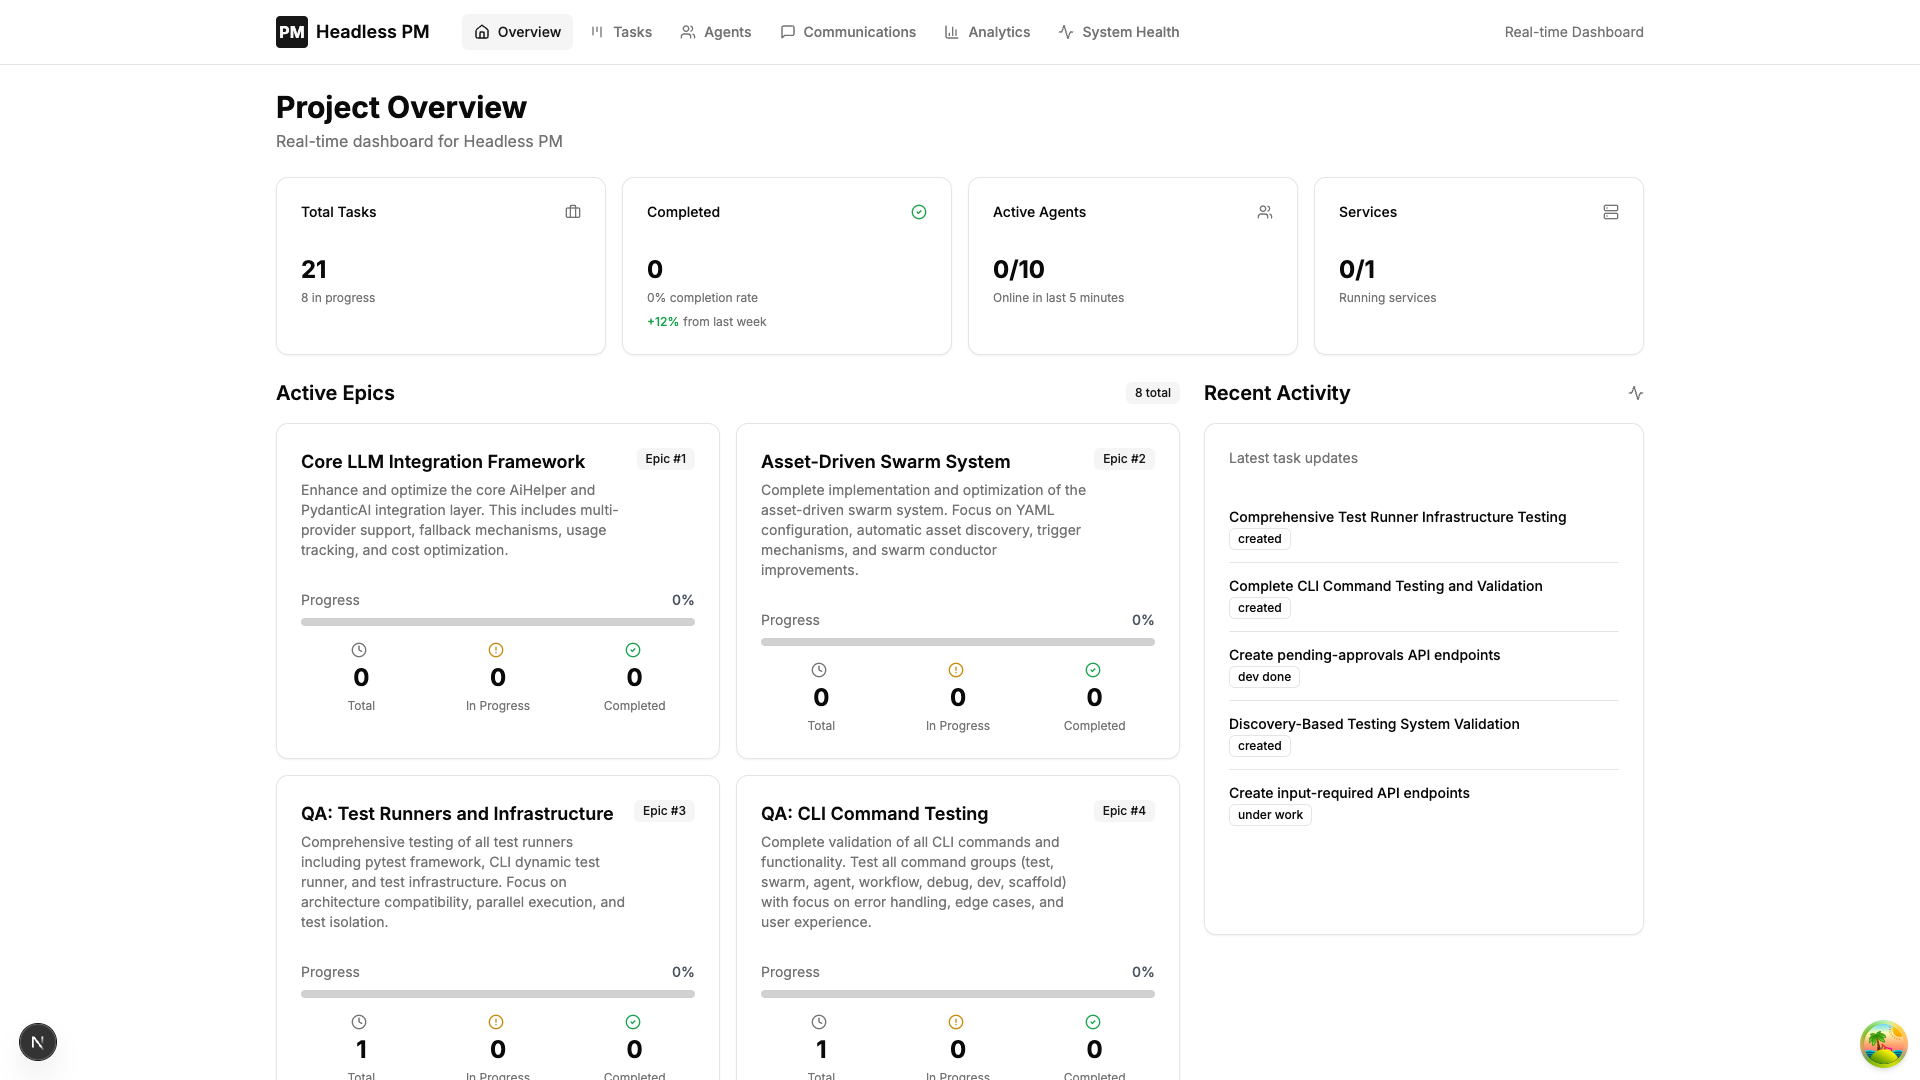 PM Headless PM
Overview
Tasks
Agents
Communications
Analytics
System Health
Real-time Dashboard
Project Overview
Real-time dashboard for Headless PM
Total Tasks
21
8 in progress
Completed
0
0% completion rate
+12% from last week
Active Agents
0/10
Online in last 5 minutes
Services
0/1
Running services
Active Epics
8 total
Core LLM Integration Framework
Epic #1
Enhance and optimize the core AiHelper and
PydanticAI integration layer. This includes multi-
provider support, fallback mechanisms, usage
tracking, and cost optimization.
Progress
0%
0
Total
0
In Progress
0
Completed
Asset-Driven Swarm System
Epic #2
Complete implementation and optimization of the
asset-driven swarm system. Focus on YAML
configuration, automatic asset discovery, trigger
mechanisms, and swarm conductor
improvements.
Progress
0%
0
Total
0
In Progress
0
Completed
QA: Test Runners and Infrastructure
Epic #3
Comprehensive testing of all test runners
including pytest framework, CLI dynamic test
runner, and test infrastructure. Focus on
architecture compatibility, parallel execution, and
test isolation.
Progress
0%
1
Total
0
In Progress
0
Completed
QA: CLI Command Testing
Epic #4
Complete validation of all CLI commands and
functionality. Test all command groups (test,
swarm, agent, workflow, debug, dev, scaffold)
with focus on error handling, edge cases, and
user experience.
Progress
0%
1
Total
0
In Progress
0
Completed
Recent Activity
Latest task updates
Comprehensive Test Runner Infrastructure Testing
created
Complete CLI Command Testing and Validation
created
Create pending-approvals API endpoints
dev done
Discovery-Based Testing System Validation
created
Create input-required API endpoints
under work
N